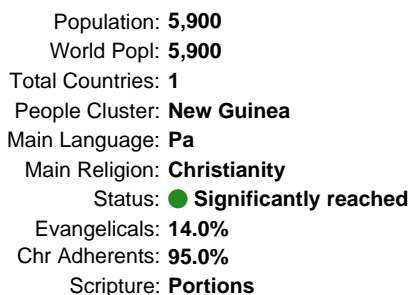 Population: 5,900
World Popl: 5,900
Total Countries: 1
People Cluster: New Guinea
Main Language: Pa
Main Religion: Christianity
Status: Significantly reached
Evangelicals: 14.0%
Chr Adherents: 95.0%
Scripture: Portions